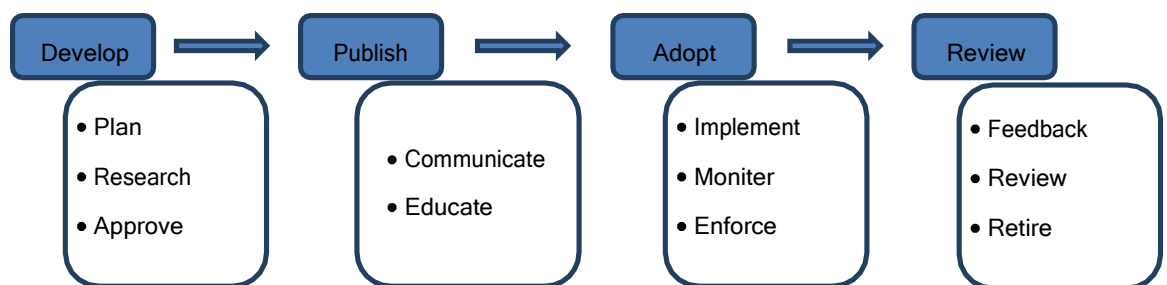 Develop
Publish
Adopt
Review
• Plan
• Research
• Approve
• Communicate
• Educate
• Implement
• Moniter
• Enforce
• Feedback
• Review
• Retire